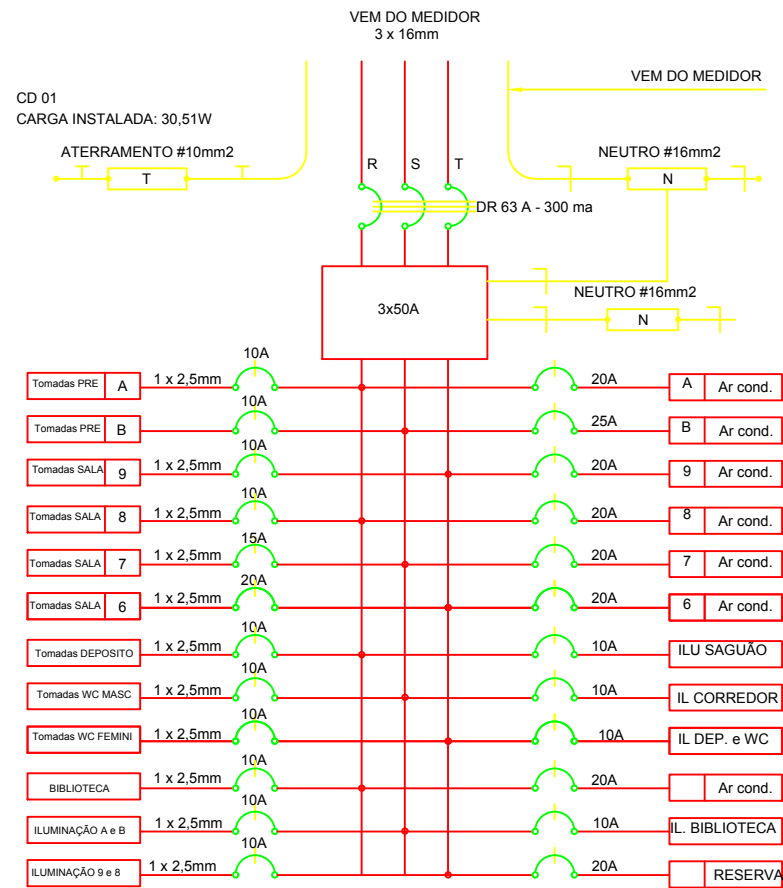 VEM DO MEDIDOR
3 x 16mm
VEM DO MEDIDOR
CD 01
CARGA INSTALADA: 30,51W
ATERRAMENTO #10mm2
NEUTRO #16mm2
T
R
S
T
N
DR 63 A - 300 ma
3x50A
NEUTRO #16mm2
N
Tomadas PRE A 1 x 2,5mm 10A 20A A Ar cond.
Tomadas PRE B 10A 25A B Ar cond.
Tomadas SALA 9 1 x 2,5mm 10A 20A 9 Ar cond.
Tomadas SALA 8 1 x 2,5mm 10A 20A 8 Ar cond.
Tomadas SALA 7 1 x 2,5mm 15A 20A 7 Ar cond.
Tomadas SALA 6 1 x 2,5mm 20A 20A 6 Ar cond.
Tomadas DEPOSITO 1 x 2,5mm 10A 10A ILU SAGUÃO
Tomadas WC MASC 1 x 2,5mm 10A 10A IL CORREDOR
Tomadas WC FEMINI 1 x 2,5mm 10A 10A IL DEP. e WC
BIBLIOTECA 1 x 2,5mm 10A 20A Ar cond.
ILUMINAÇÃO A e B 1 x 2,5mm 10A 10A IL. BIBLIOTECA
ILUMINAÇÃO 9 e 8 1 x 2,5mm 10A 20A RESERVA